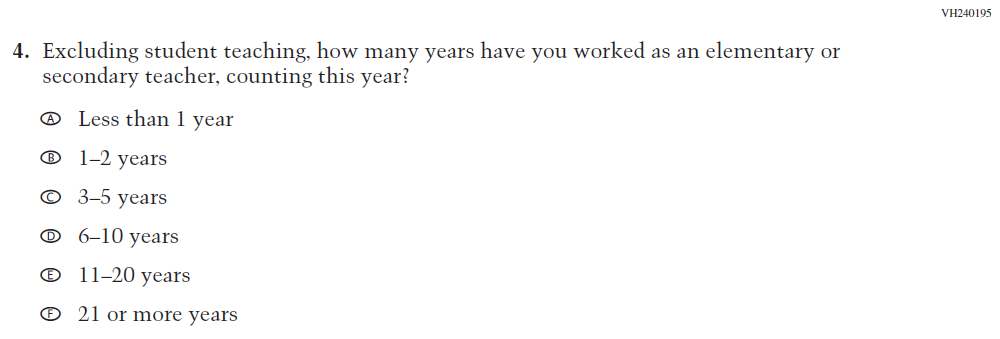 VH240195
4. Excluding student teaching, how many years have you worked as an elementary or
secondary teacher, counting this year?
A Less than 1 year
B 1–2 years
C 3–5 years
D 6–10 years
E 11–20 years
F 21 or more years